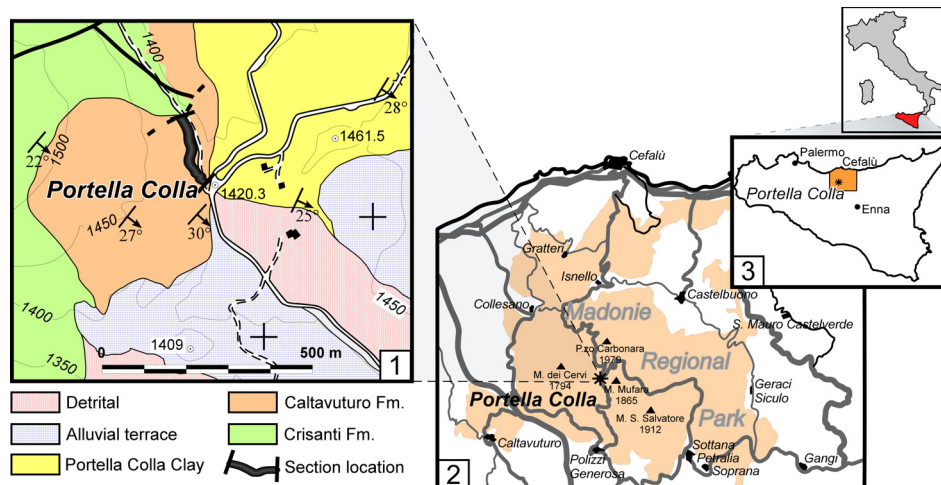 1400
28°
1461.5
22°
1500
Portella Colla
1420.3
1450
27°
30°
25°
1450
1400
1409
0
500 m
1350
1
Detrital
Caltavuturo Fm.
Alluvial terrace
Crisanti Fm.
Portella Colla Clay
Section location
Cefalù
Gratteri
Isnello
Collesano
Castelbuono
Madonie
S. Mauro Castelverde
P.zo Carbonara
1979
Regional
M. dei Cervi
1794
M. Mufara
1865
Portella Colla
Geraci
Siculo
M. S. Salvatore
1912
Park
Caltavuturo
Sottana
Petralia
Soprana
Polizzi
Generosa
Gangi
2
Palermo
Cefalù
Portella Colla
Enna
3